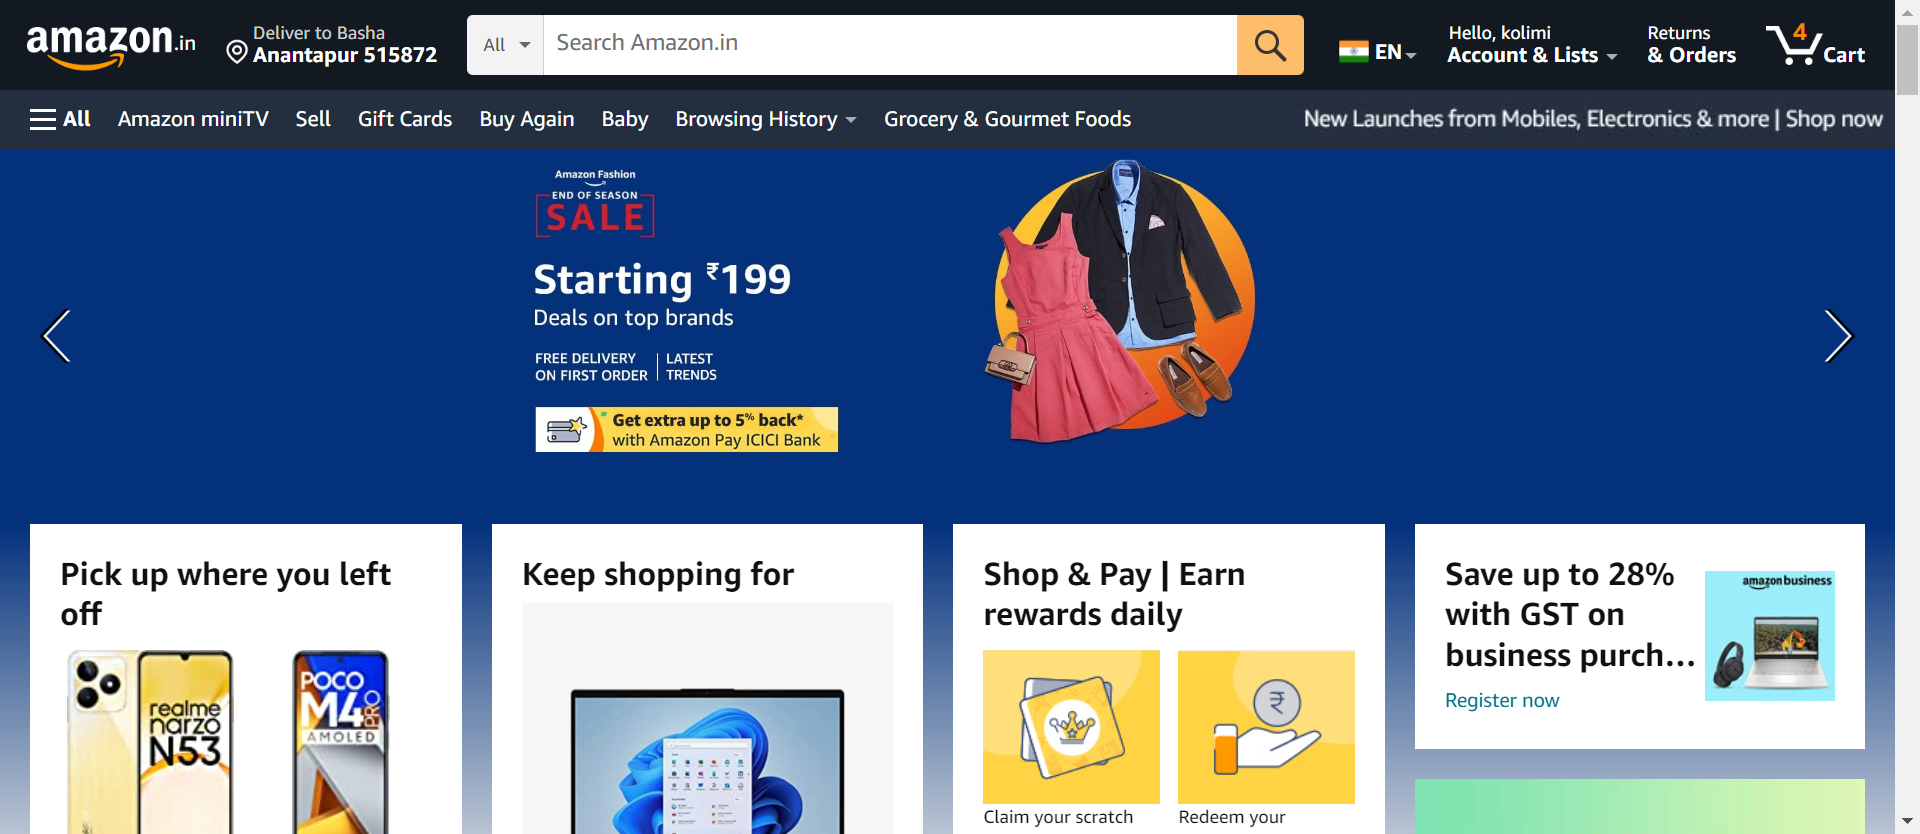 amazon.in
Deliver to Basha
Anantapur 515872
All
Search Amazon.in
EN
Hello, kolimi
Account & Lists
Returns
& Orders
4
Cart
All
Amazon miniTV
Sell
Gift Cards
Buy Again
Baby
Browsing History
Grocery & Gourmet Foods
New Launches from Mobiles, Electronics & more | Shop now
Amazon Fashion
END OF SEASON
SALE
Starting ₹199
Deals on top brands
FREE DELIVERY
ON FIRST ORDER
LATEST
TRENDS
Get extra up to 5% back*
with Amazon Pay ICICI Bank
Pick up where you left
off
realme
narzo
N53
POCO
M4 PRO
AMOLED
Keep shopping for
Shop & Pay | Earn
rewards daily
₹
Claim your scratch
Redeem your
Save up to 28%
with GST on
business purch...
Register now
amazon business